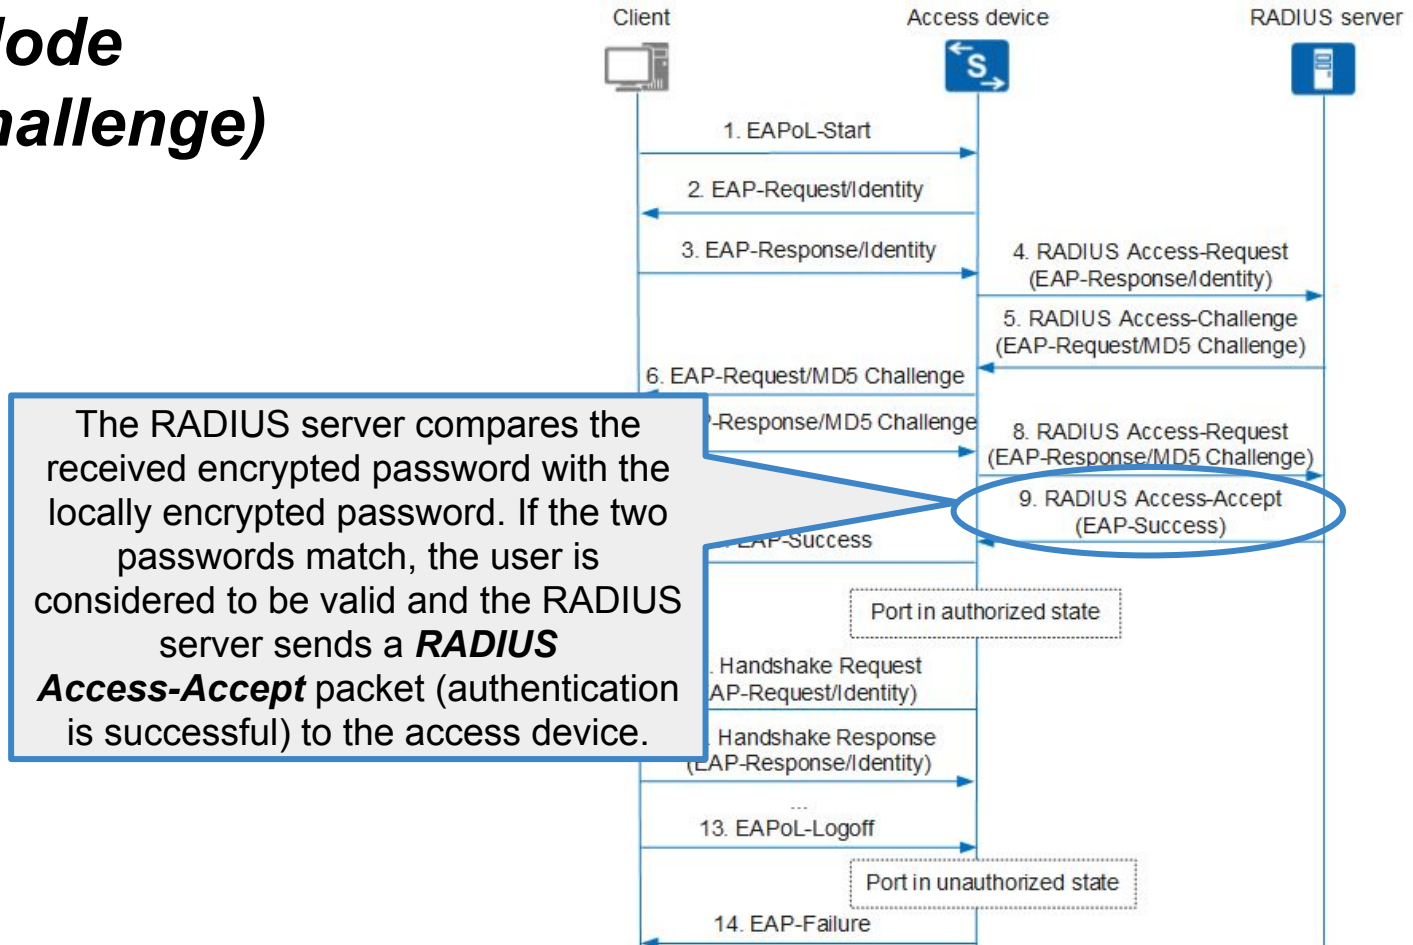 Client
Access device
RADIUS server
S
1. EAPoL-Start
2. EAP-Request/Identity
3. EAP-Response/Identity
4. RADIUS Access-Request
(EAP-Response/Identity)
5. RADIUS Access-Challenge
(EAP-Request/MD5 Challenge)
6. EAP-Request/MD5 Challenge
-Response/MD5 Challenge
8. RADIUS Access-Request
(EAP-Response/MD5 Challenge)
9. RADIUS Access-Accept
(EAP-Success)
EAP-Success
The RADIUS server compares the
received encrypted password with the
locally encrypted password. If the two
passwords match, the user is
considered to be valid and the RADIUS
server sends a RADIUS
Access-Accept packet (authentication
is successful) to the access device.
Port in authorized state
. Handshake Request
AP-Request/Identity)
. Handshake Response
(EAP-Response/Identity)
...
13. EAPoL-Logoff
Port in unauthorized state
14. EAP-Failure